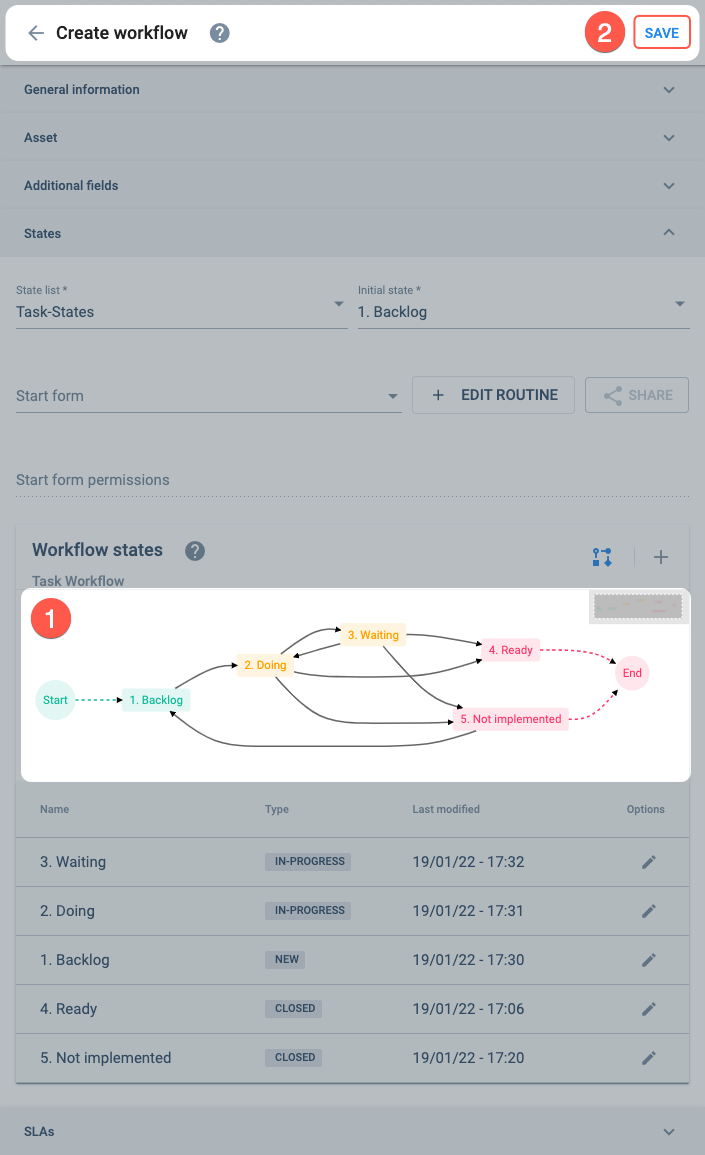 Create workflow ?
2 SAVE
General information
Asset
Additional fields
States
State list * Initial state *
Task-States 1. Backlog
Start form + EDIT ROUTINE SHARE
Start form permissions
Workflow states ?
Task Workflow
1
3. Waiting
4. Ready
2. Doing
End
Start 1. Backlog
5. Not implemented
Name Type Last modified Options
3. Waiting IN-PROGRESS 19/01/22 - 17:32
2. Doing IN-PROGRESS 19/01/22 - 17:31
1. Backlog NEW 19/01/22 - 17:30
4. Ready CLOSED 19/01/22 - 17:06
5. Not implemented CLOSED 19/01/22 - 17:20
SLAs